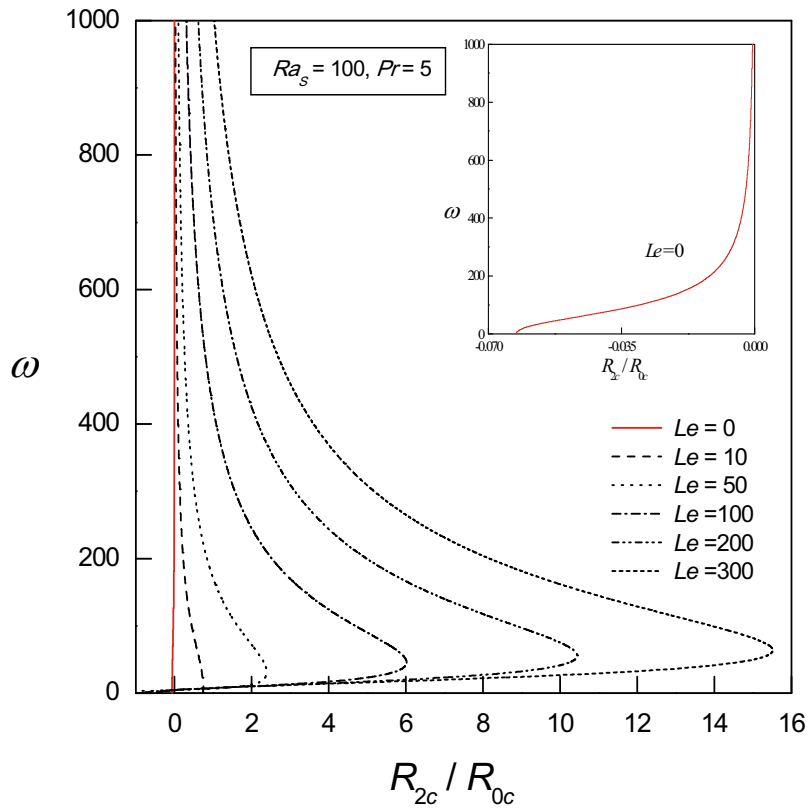 1000
800
600
400
200
0
ω
0 2 4 6 8 10 12 14 16
R2c / R0c
Ras = 100, Pr = 5
1000
800
600
400
200
0
ω
Le=0
-0.070 -0.035 0.000
R2c / R0c
Le = 0
Le = 10
Le = 50
Le =100
Le =200
Le =300